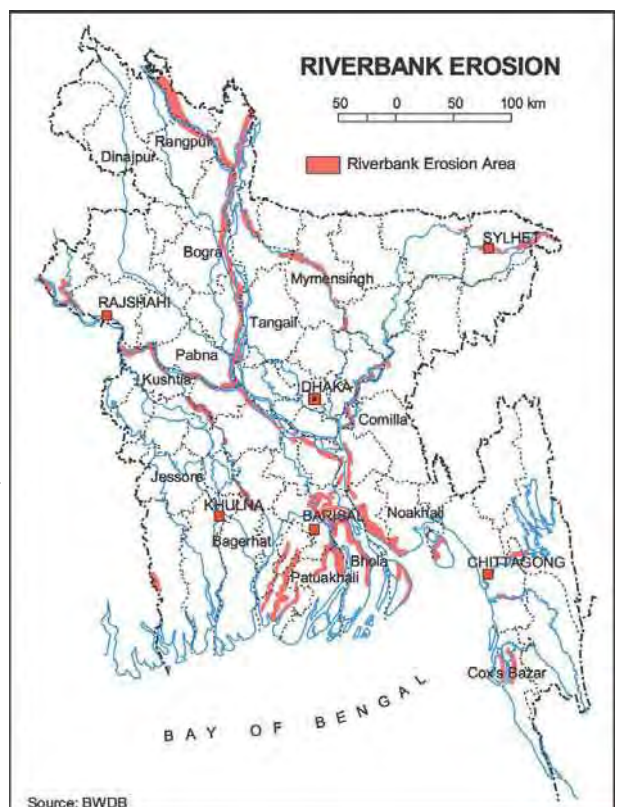 RIVERBANK EROSION
50 0 50 100 km
Riverbank Erosion Area
Rangpur
Dinajpur
SYLHET
Bogra
Mymensingh
RAJSHAHI
Tangail
Pabna
Kushtia
DHAKA
Comilla
Jessore
KHULNA
BARISAL
Noakhali
Bagerhat
Bhola
CHITTAGONG
Patuakhali
Cox's Bazar
BAY OF BENGAL
Source: BWDB